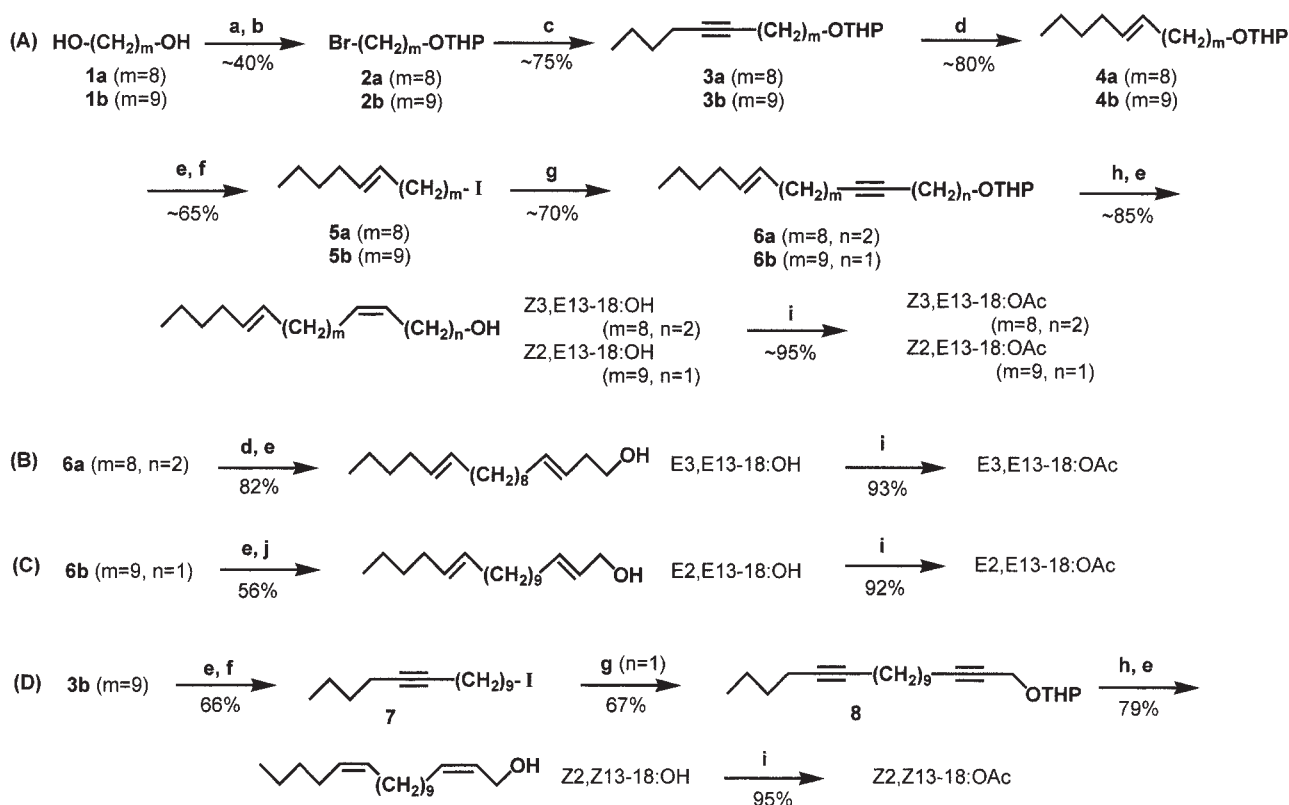 (A) HO-(CH2)m-OH a, b ~40% Br-(CH2)m-OTHP c ~75% (CH2)m-OTHP d ~80% (CH2)m-OTHP
1a (m=8) 2a (m=8) 3a (m=8) 4a (m=8)
1b (m=9) 2b (m=9) 3b (m=9) 4b (m=9)
e, f ~65% (CH2)m- I g ~70% (CH2)m (CH2)n-OTHP h, e ~85%
5a (m=8) 6a (m=8, n=2)
5b (m=9) 6b (m=9, n=1)
(CH2)m (CH2)n-OH Z3,E13-18:OH i ~95% Z3,E13-18:OAc
(m=8, n=2) (m=8, n=2)
Z2,E13-18:OH Z2,E13-18:OAc
(m=9, n=1) (m=9, n=1)
(B) 6a (m=8, n=2) d, e 82% (CH2)8 OH E3,E13-18:OH i 93% E3,E13-18:OAc
(C) 6b (m=9, n=1) e, j 56% (CH2)9 OH E2,E13-18:OH i 92% E2,E13-18:OAc
(D) 3b (m=9) e, f 66% (CH2)9- I g (n=1) 67% (CH2)9 OTHP h, e 79%
7 8
(CH2)9 OH Z2,Z13-18:OH i 95% Z2,Z13-18:OAc